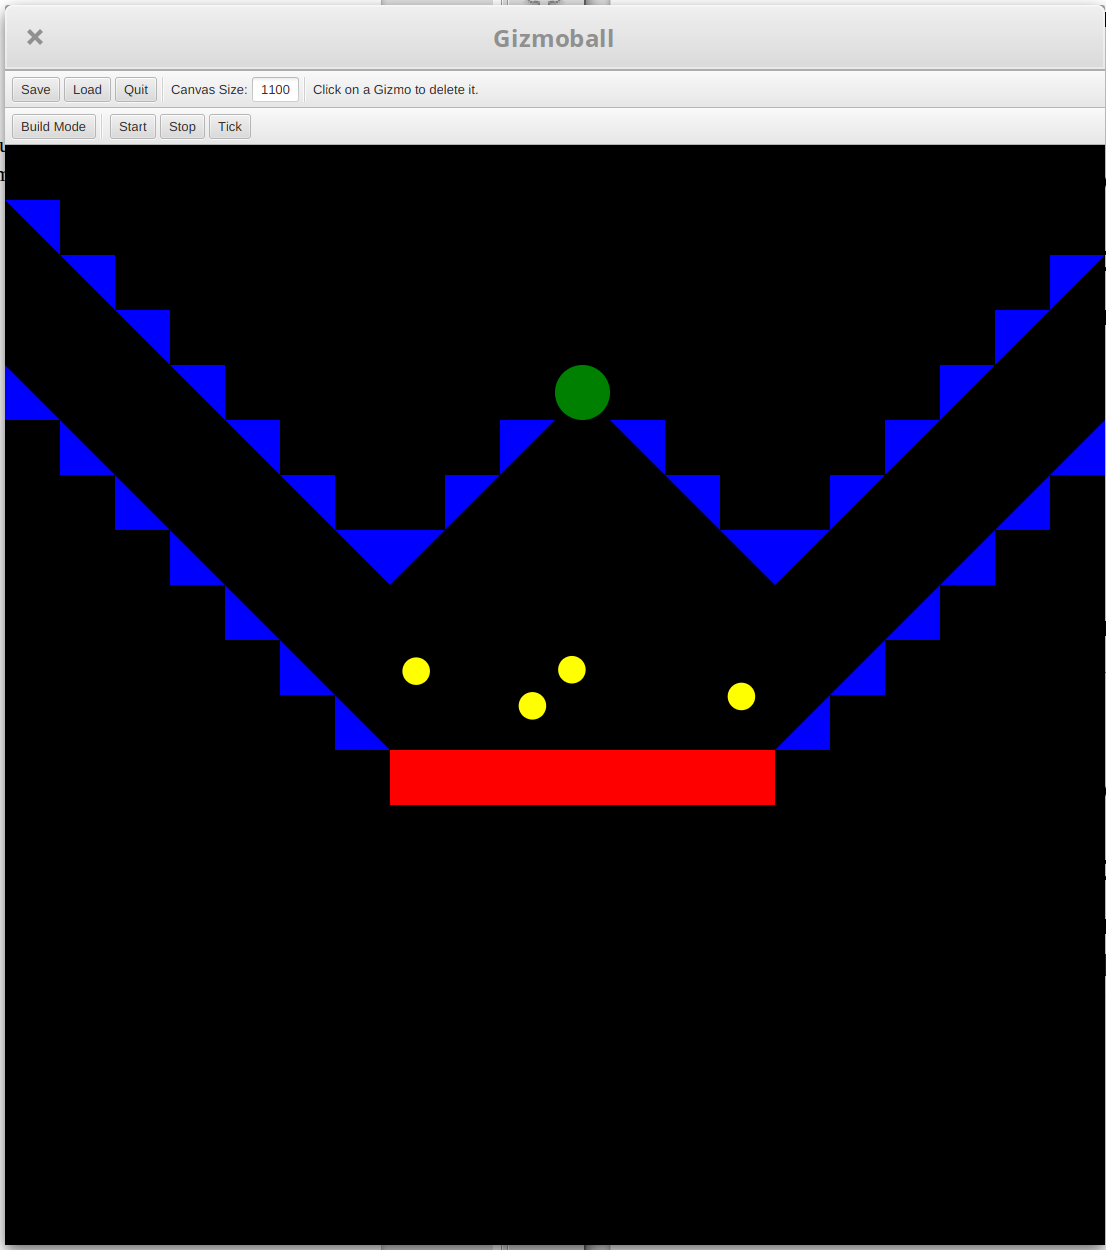 Gizmoball
Save Load Quit Canvas Size: 1100 Click on a Gizmo to delete it.
Build Mode Start Stop Tick